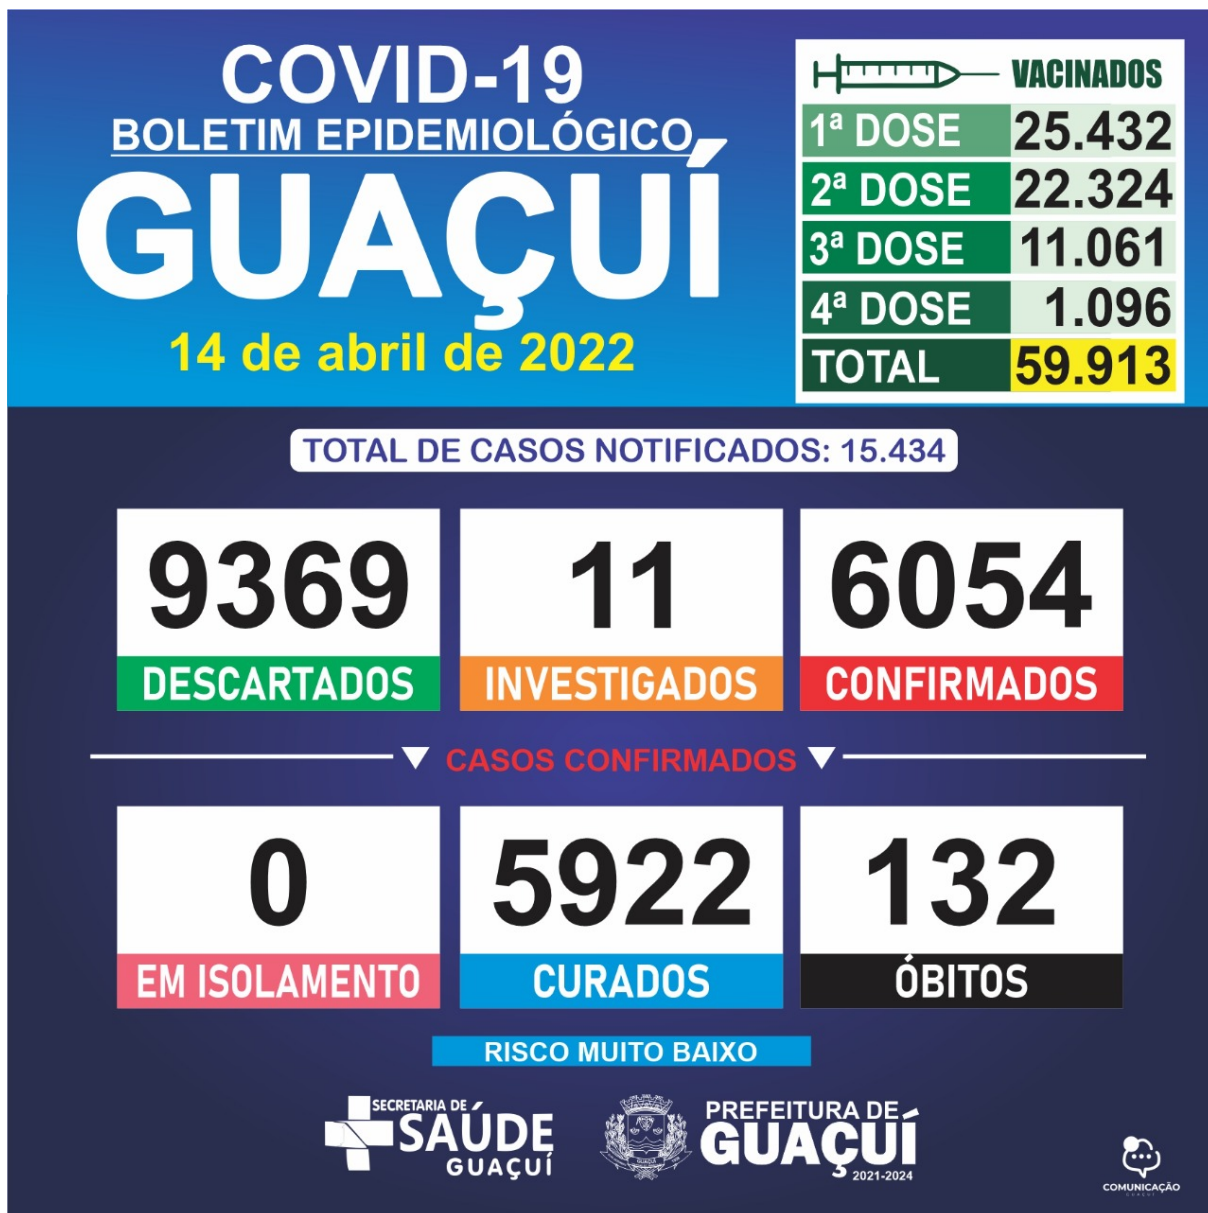 COVID-19
BOLETIM EPIDEMIOLÓGICO
GUAÇUÍ
14 de abril de 2022
VACINADOS
1ª DOSE 25.432
2ª DOSE 22.324
3ª DOSE 11.061
4ª DOSE 1.096
TOTAL 59.913
TOTAL DE CASOS NOTIFICADOS: 15.434
9369 11 6054
DESCARTADOS INVESTIGADOS CONFIRMADOS
CASOS CONFIRMADOS
0 5922 132
EM ISOLAMENTO CURADOS ÓBITOS
RISCO MUITO BAIXO
SECRETARIA DE
SAÚDE
GUAÇUÍ
GUAÇUÍ
PREFEITURA DE
GUAÇUÍ
2021-2024
COMUNICAÇÃO
GUAÇUÍ